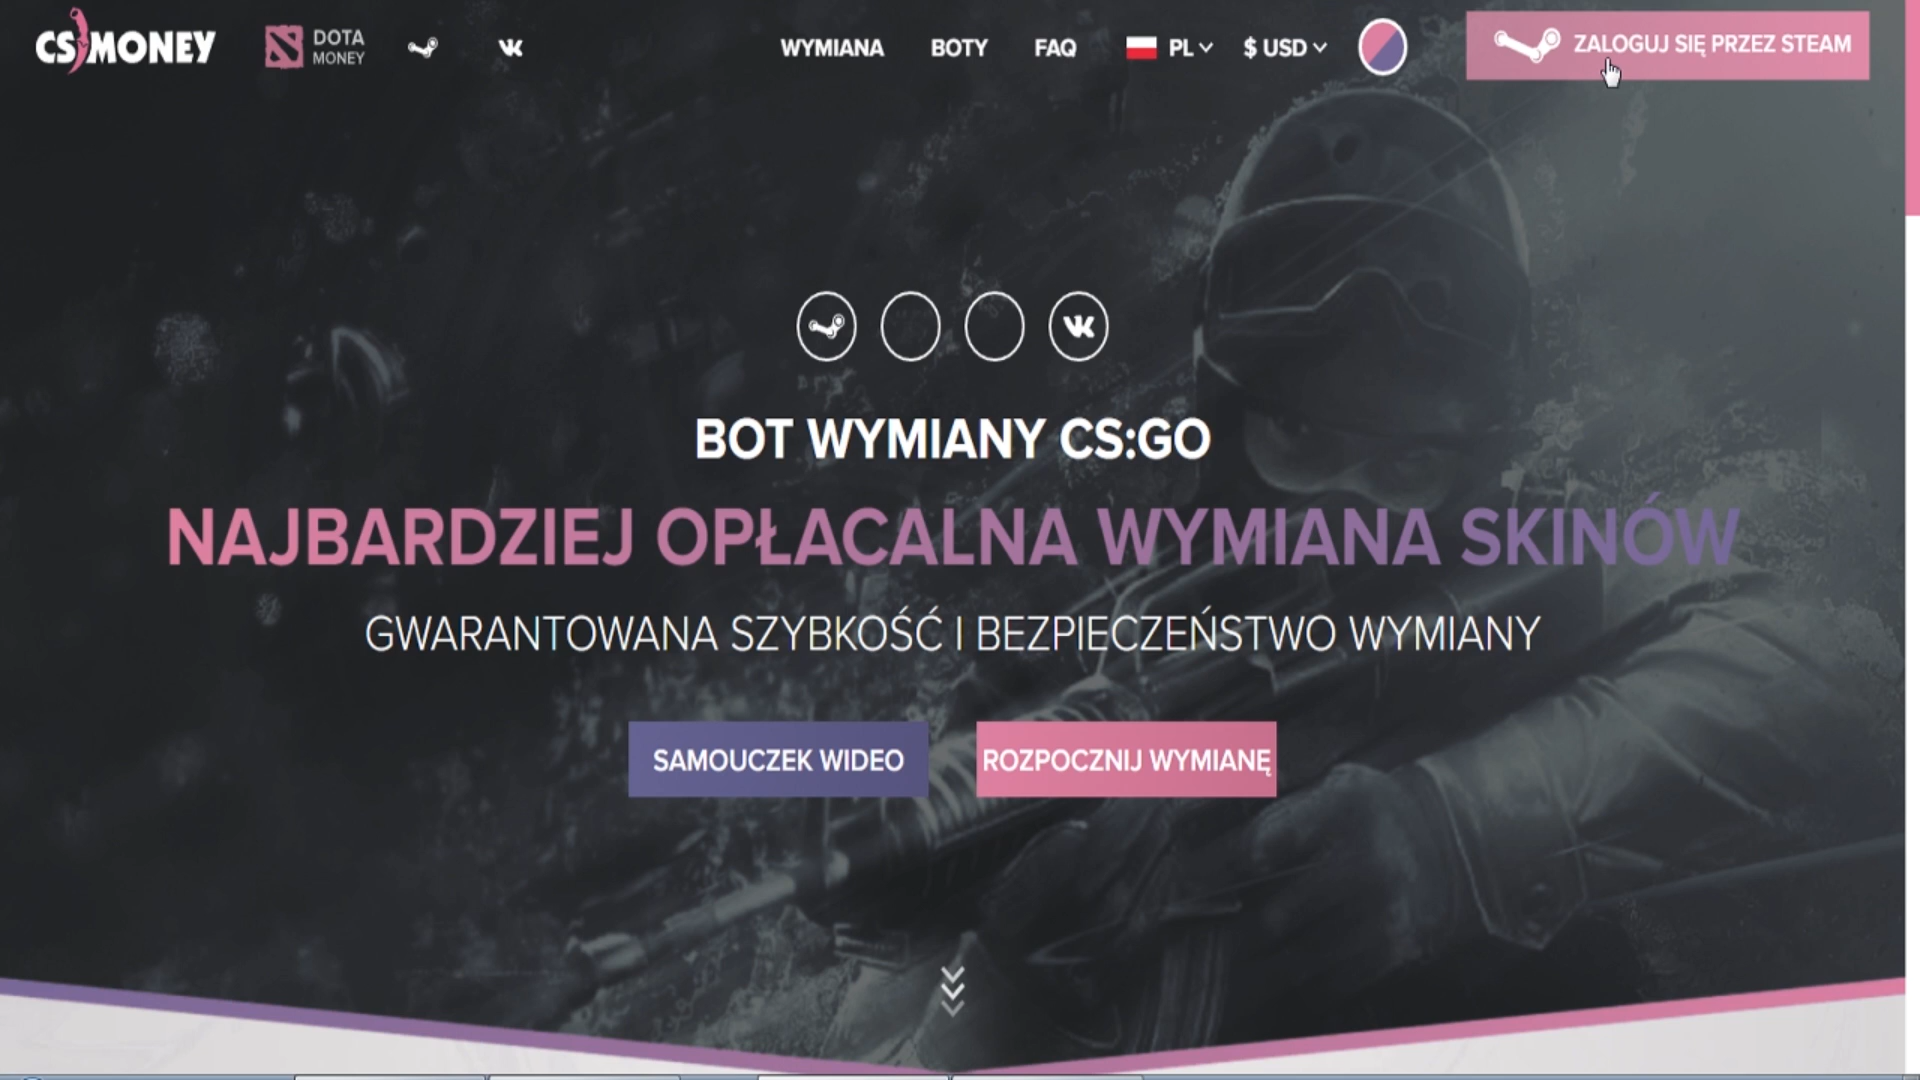 CS MONEY
DOTA
MONEY
WYMIANA
BOTY
FAQ
PL
$ USD
ZALOGUJ SIĘ PRZEZ STEAM
BOT WYMIANY CS:GO
NAJBARDZIEJ OPŁACALNA WYMIANA SKINÓW
GWARANTOWANA SZYBKOŚĆ I BEZPIECZEŃSTWO WYMIANY
SAMOUCZEK WIDEO
ROZPOCZNIJ WYMIANĘ